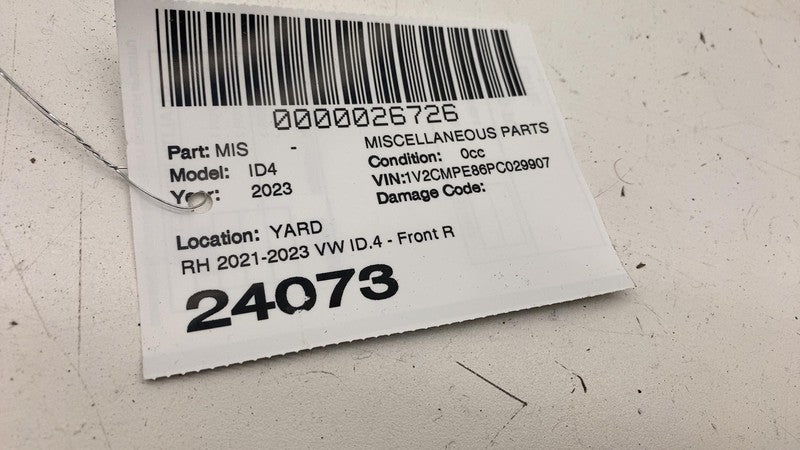 0000026726
Part: MIS - MISCELLANEOUS PARTS
Model: ID4 Condition: 0cc
Year: 2023 VIN:1V2CMPE86PC029907
Damage Code:
Location: YARD
RH 2021-2023 VW ID.4 - Front R
24073